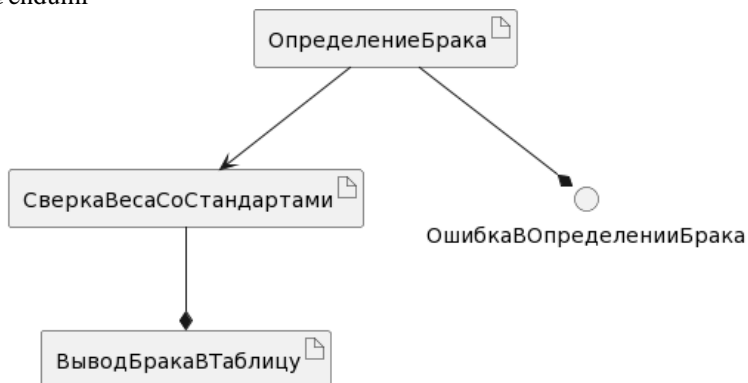 ОпределениеБрака
СверкаВесаСоСтандартами
ОшибкаВОпределенииБрака
ВыводБракаВТаблицу